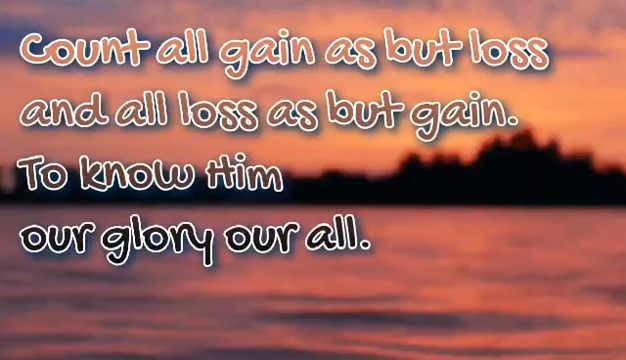 Count all gain as but loss
and all loss as but gain.
To know Him
our glory our all.